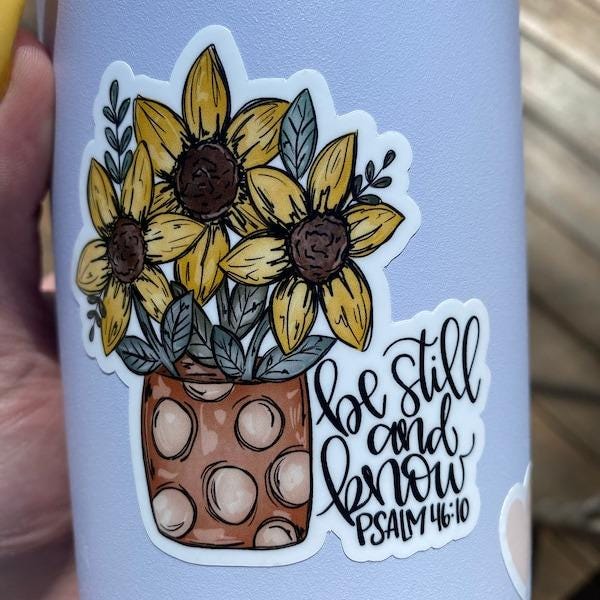 be still
and
know
PSALM 46:10